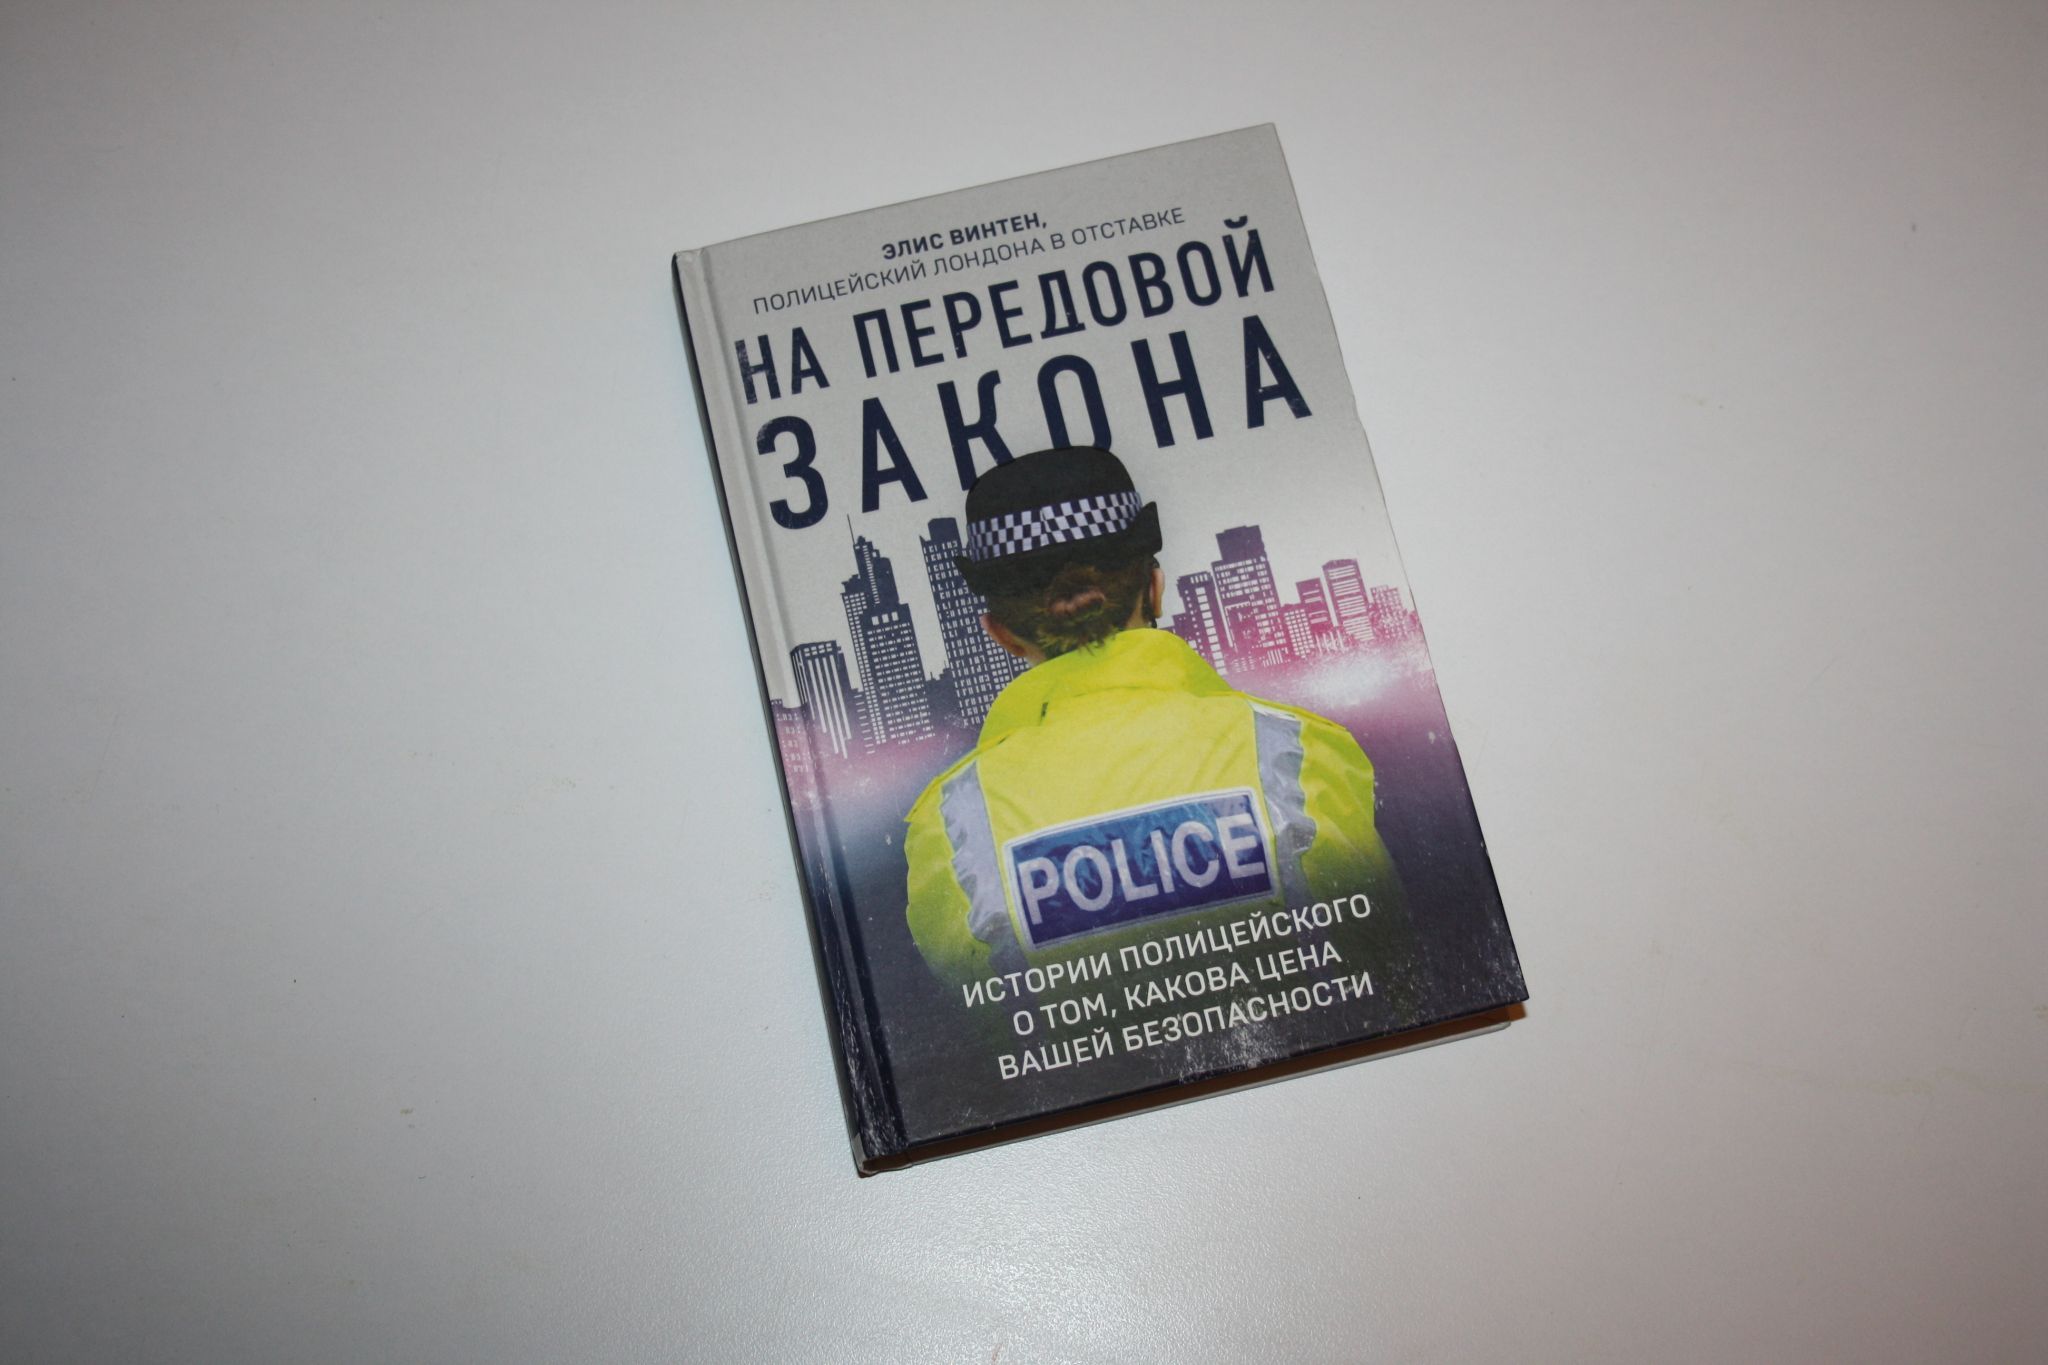 ЭЛИС ВИНТЕН,
ПОЛИЦЕЙСКИЙ ЛОНДОНА В ОТСТАВКЕ
НА ПЕРЕДОВОЙ
ЗАКОНА
POLICE
ИСТОРИИ ПОЛИЦЕЙСКОГО
О ТОМ, КАКОВА ЦЕНА
ВАШЕЙ БЕЗОПАСНОСТИ